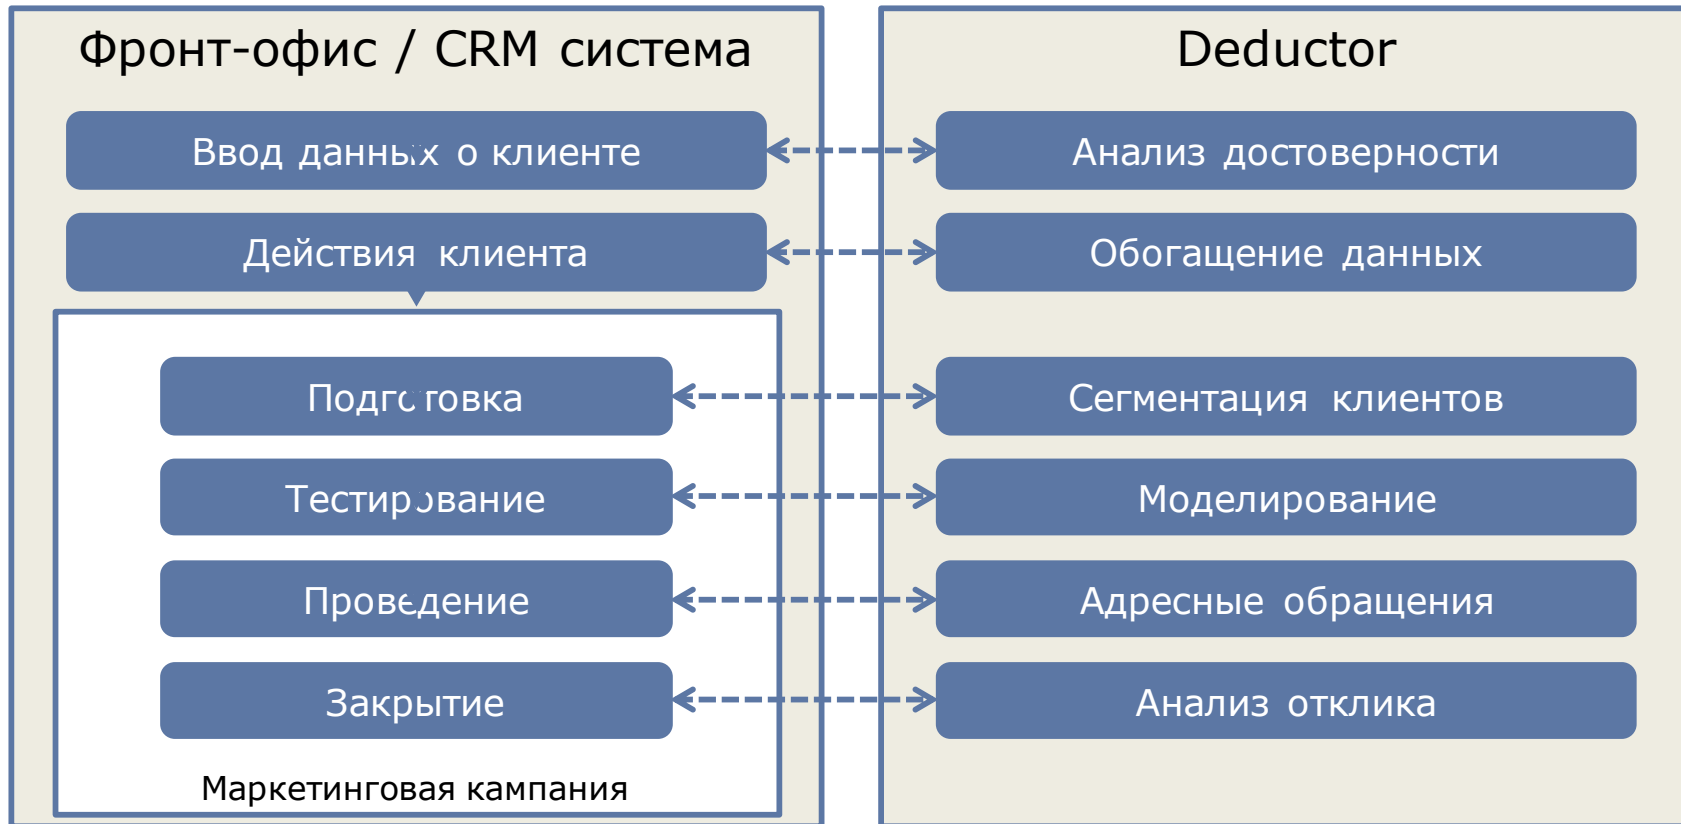 Фронт-офис / CRM система
Ввод данных о клиенте
Действия клиента
Подготовка
Тестирование
Проведение
Закрытие
Маркетинговая кампания
Deductor
Анализ достоверности
Обогащение данных
Сегментация клиентов
Моделирование
Адресные обращения
Анализ отклика